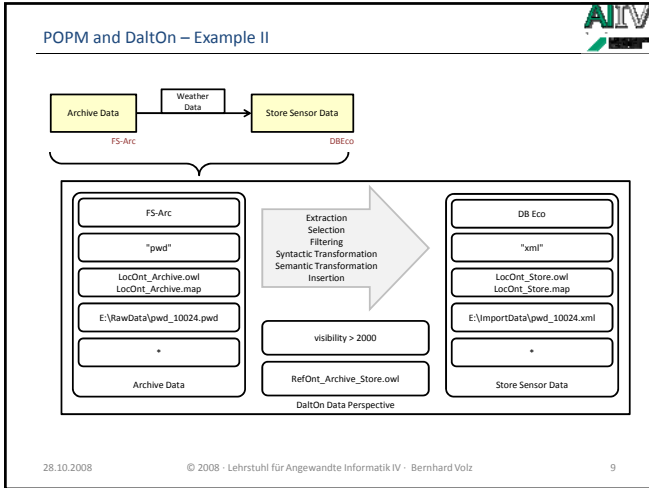 POPM and DaltOn – Example II
AI IV
Archive Data
Weather
Data
Store Sensor Data
FS-Arc
DBEco
FS-Arc
"pwd"
LocOnt_Archive.owl
LocOnt_Archive.map
E:\RawData\pwd_10024.pwd
*
Archive Data
Extraction
Selection
Filtering
Syntactic Transformation
Semantic Transformation
Insertion
visibility > 2000
RefOnt_Archive_Store.owl
DB Eco
"xml"
LocOnt_Store.owl
LocOnt_Store.map
E:\ImportData\pwd_10024.xml
*
Store Sensor Data
DaltOn Data Perspective
28.10.2008
© 2008 · Lehrstuhl für Angewandte Informatik IV · Bernhard Volz
9